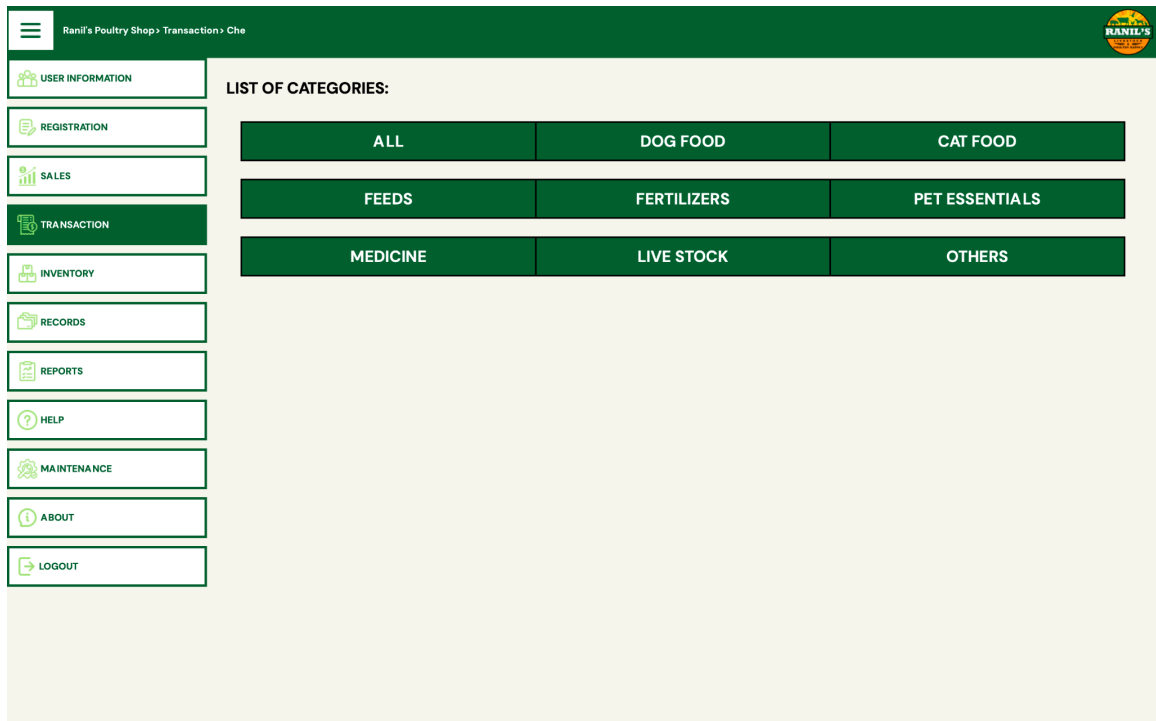 Ranil's Poultry Shop> Transaction> Che
RANIL'S
USER INFORMATION
REGISTRATION
SALES
TRANSACTION
INVENTORY
RECORDS
REPORTS
HELP
MAINTENANCE
ABOUT
LOGOUT
LIST OF CATEGORIES:
ALL DOG FOOD CAT FOOD
FEEDS FERTILIZERS PET ESSENTIALS
MEDICINE LIVE STOCK OTHERS